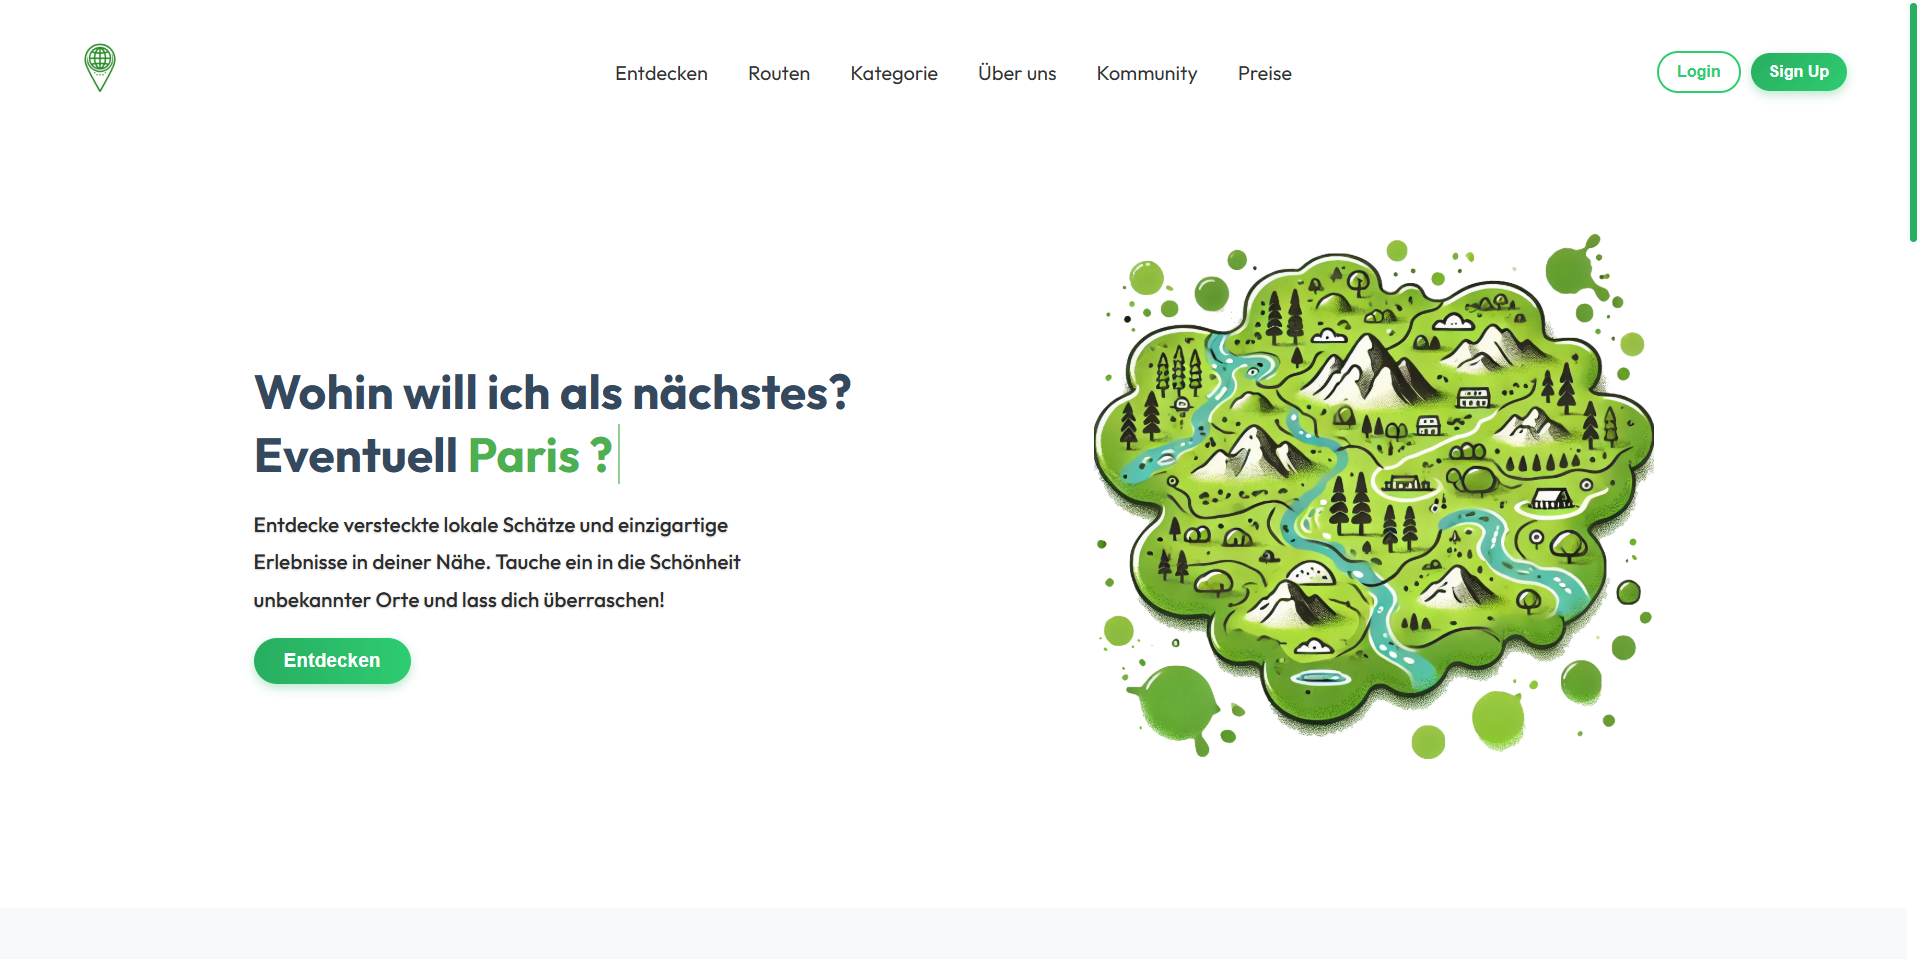 Entdecken Routen Kategorie Über uns Kommunity Preise Login Sign Up
Wohin will ich als nächstes?
Eventuell Paris ?
Entdecke versteckte lokale Schätze und einzigartige
Erlebnisse in deiner Nähe. Tauche ein in die Schönheit
unbekannter Orte und lass dich überraschen!
Entdecken